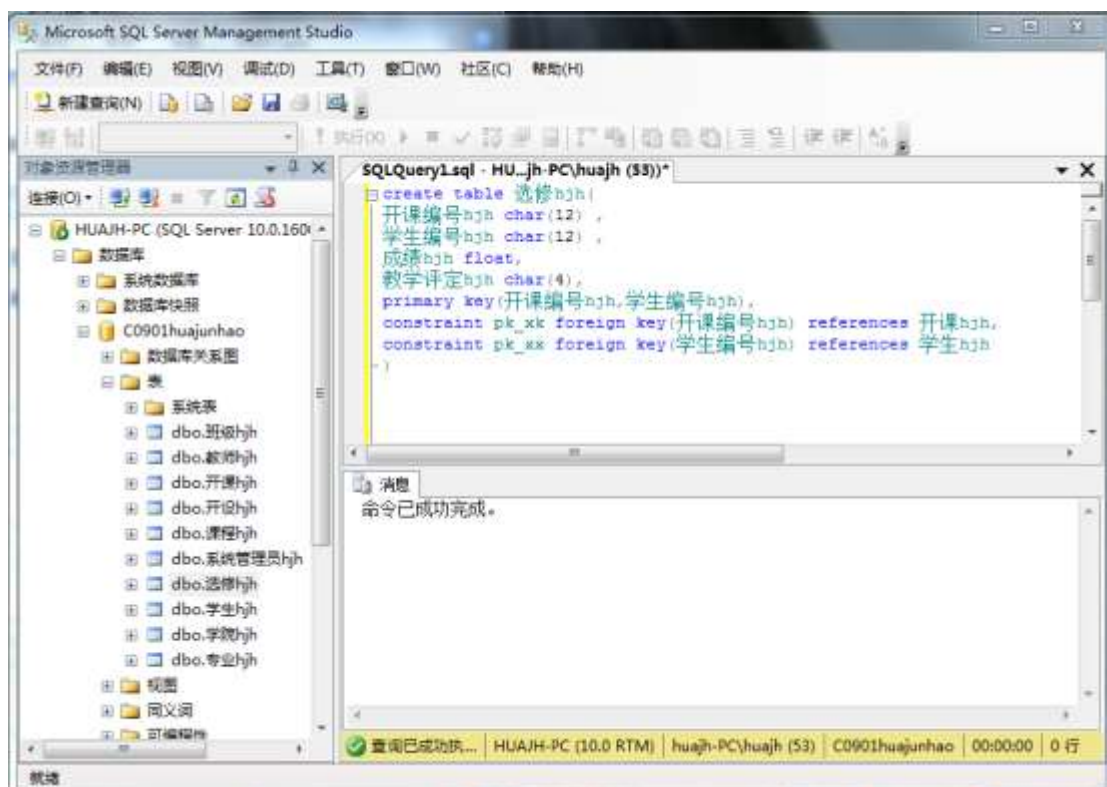 Microsoft SQL Server Management Studio
文件(F) 编辑(E) 视图(V) 调试(D) 工具(T) 窗口(W) 社区(C) 帮助(H)
新建查询(N)
执行(X)
对象资源管理器
连接(O)
HUAJH-PC (SQL Server 10.0.160
数据库
系统数据库
数据库快照
C0901huajunhao
数据库关系图
表
系统表
dbo.班级hjh
dbo.教师hjh
dbo.开课hjh
dbo.开设hjh
dbo.课程hjh
dbo.系统管理员hjh
dbo.选修hjh
dbo.学生hjh
dbo.学院hjh
dbo.专业hjh
视图
同义词
可编程性
SQLQuery1.sql - HU...jh-PC\huajh (53))*
create table 选修hjh(
开课编号hjh char(12) ,
学生编号hjh char(12) ,
成绩hjh float,
教学评定hjh char(4),
primary key(开课编号hjh,学生编号hjh),
constraint pk_xk foreign key(开课编号hjh) references 开课hjh,
constraint pk_xx foreign key(学生编号hjh) references 学生hjh
)
消息
命令已成功完成。
查询已成功执... HUAJH-PC (10.0 RTM) huajh-PC\huajh (53) C0901huajunhao 00:00:00 0 行
就绪